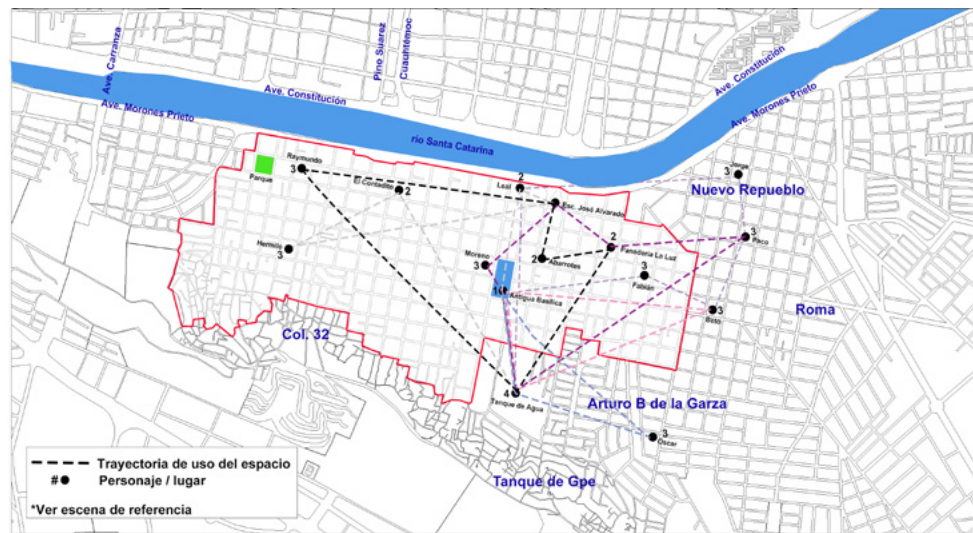 Ave. Carranza
Pino Suarez
Cuauhtémoc
Ave. Constitución
Ave. Morones Prieto
Ave. Constitución
Ave. Morones Prieto
río Santa Catarina
Parque
Raymundo
3
El Contadito
2
2
Leal
Esc. José Alvarado
Jorge
3
Nuevo Repueblo
3
Paco
Hermilo
3
Moreno
3
2
Abarrotes
2
Panadería La Luz
3
Fabián
1
Antigua Basílica
3
Beto
Roma
Col. 32
4
Tanque de Agua
Arturo B de la Garza
3
Oscar
Tanque de Gpe
Trayectoria de uso del espacio
# Personaje / lugar
*Ver escena de referencia